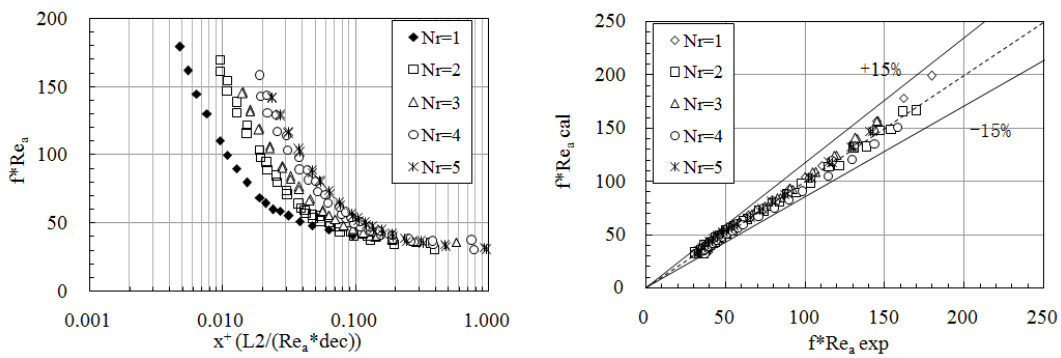 200
150
100
50
0
f*Reₐ
0.001
0.010
0.100
1.000
x⁺ (L2/(Reₐ*dec))
Nr=1
Nr=2
Nr=3
Nr=4
Nr=5
250
200
150
100
50
0
f*Reₐ cal
0
50
100
150
200
250
f*Reₐ exp
Nr=1
Nr=2
Nr=3
Nr=4
Nr=5
+15%
−15%